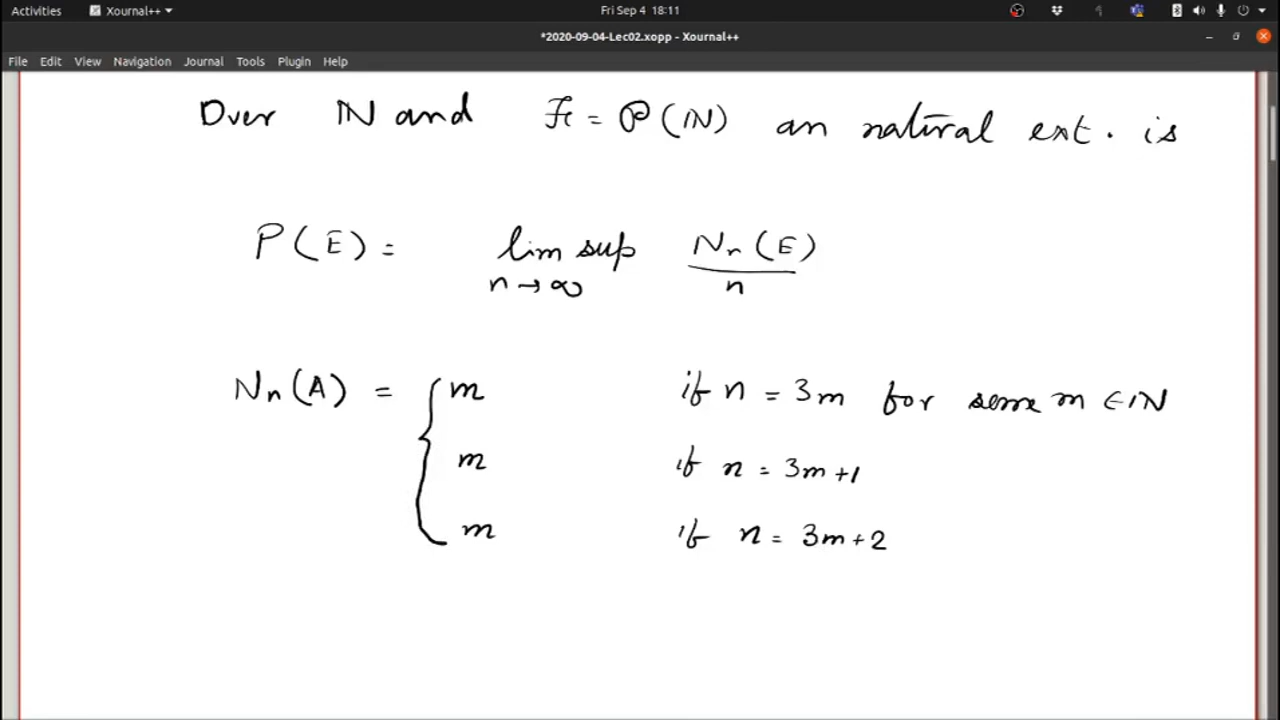 Activities Xournal++ Fri Sep 4 18:11
*2020-09-04-Lec02.xopp - Xournal++
File Edit View Navigation Journal Tools Plugin Help
Over ℕ and ℱ = 𝒫(ℕ) an natural ext. is
P(E) = lim sup n→∞ Nn(E)/n
Nn(A) = { m if n = 3m for some m ∈ ℕ
m if n = 3m+1
m if n = 3m+2